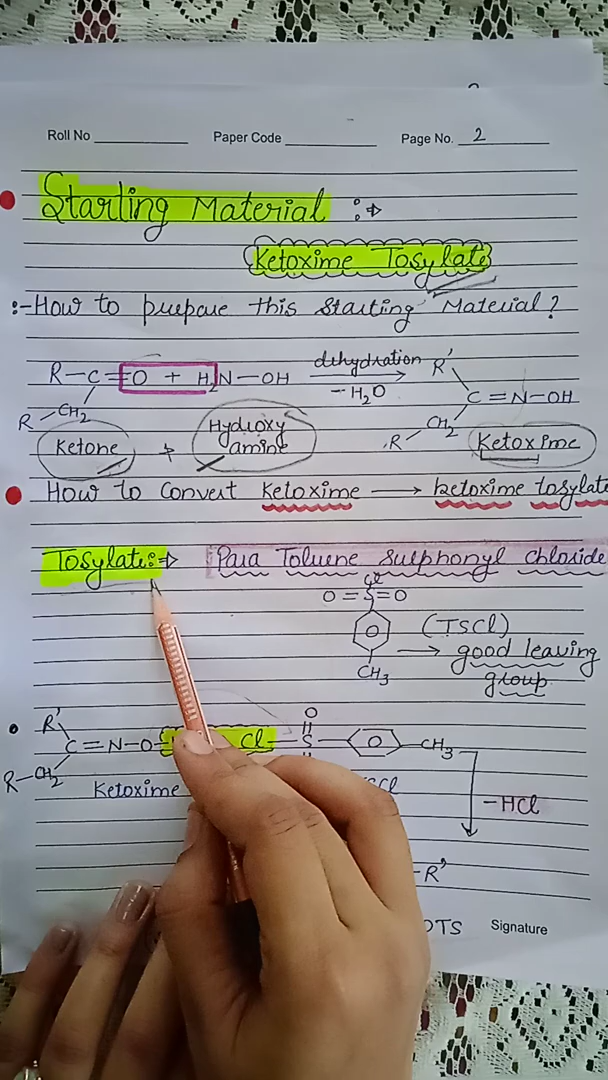 Roll No Paper Code Page No. 2
Starting Material :⇒
Ketoxime Tosylate
:- How to prepare this starting Material?
R-C=O + H₂N-OH dehydration -H₂O R' C=N-OH
R-CH₂ R-CH₂
Ketone + Hydroxy amine Ketoxime
How to Convert Ketoxime → ketoxime tosylate
Tosylate:⇒ Para Toluene sulphonyl chloride
Cl
O=S=O
(TSCl)
→ good leaving
CH₃ group
R' O
C=N-O Cl S CH₃
R-CH₂
Ketoxime -HCl
-R'
OTS Signature